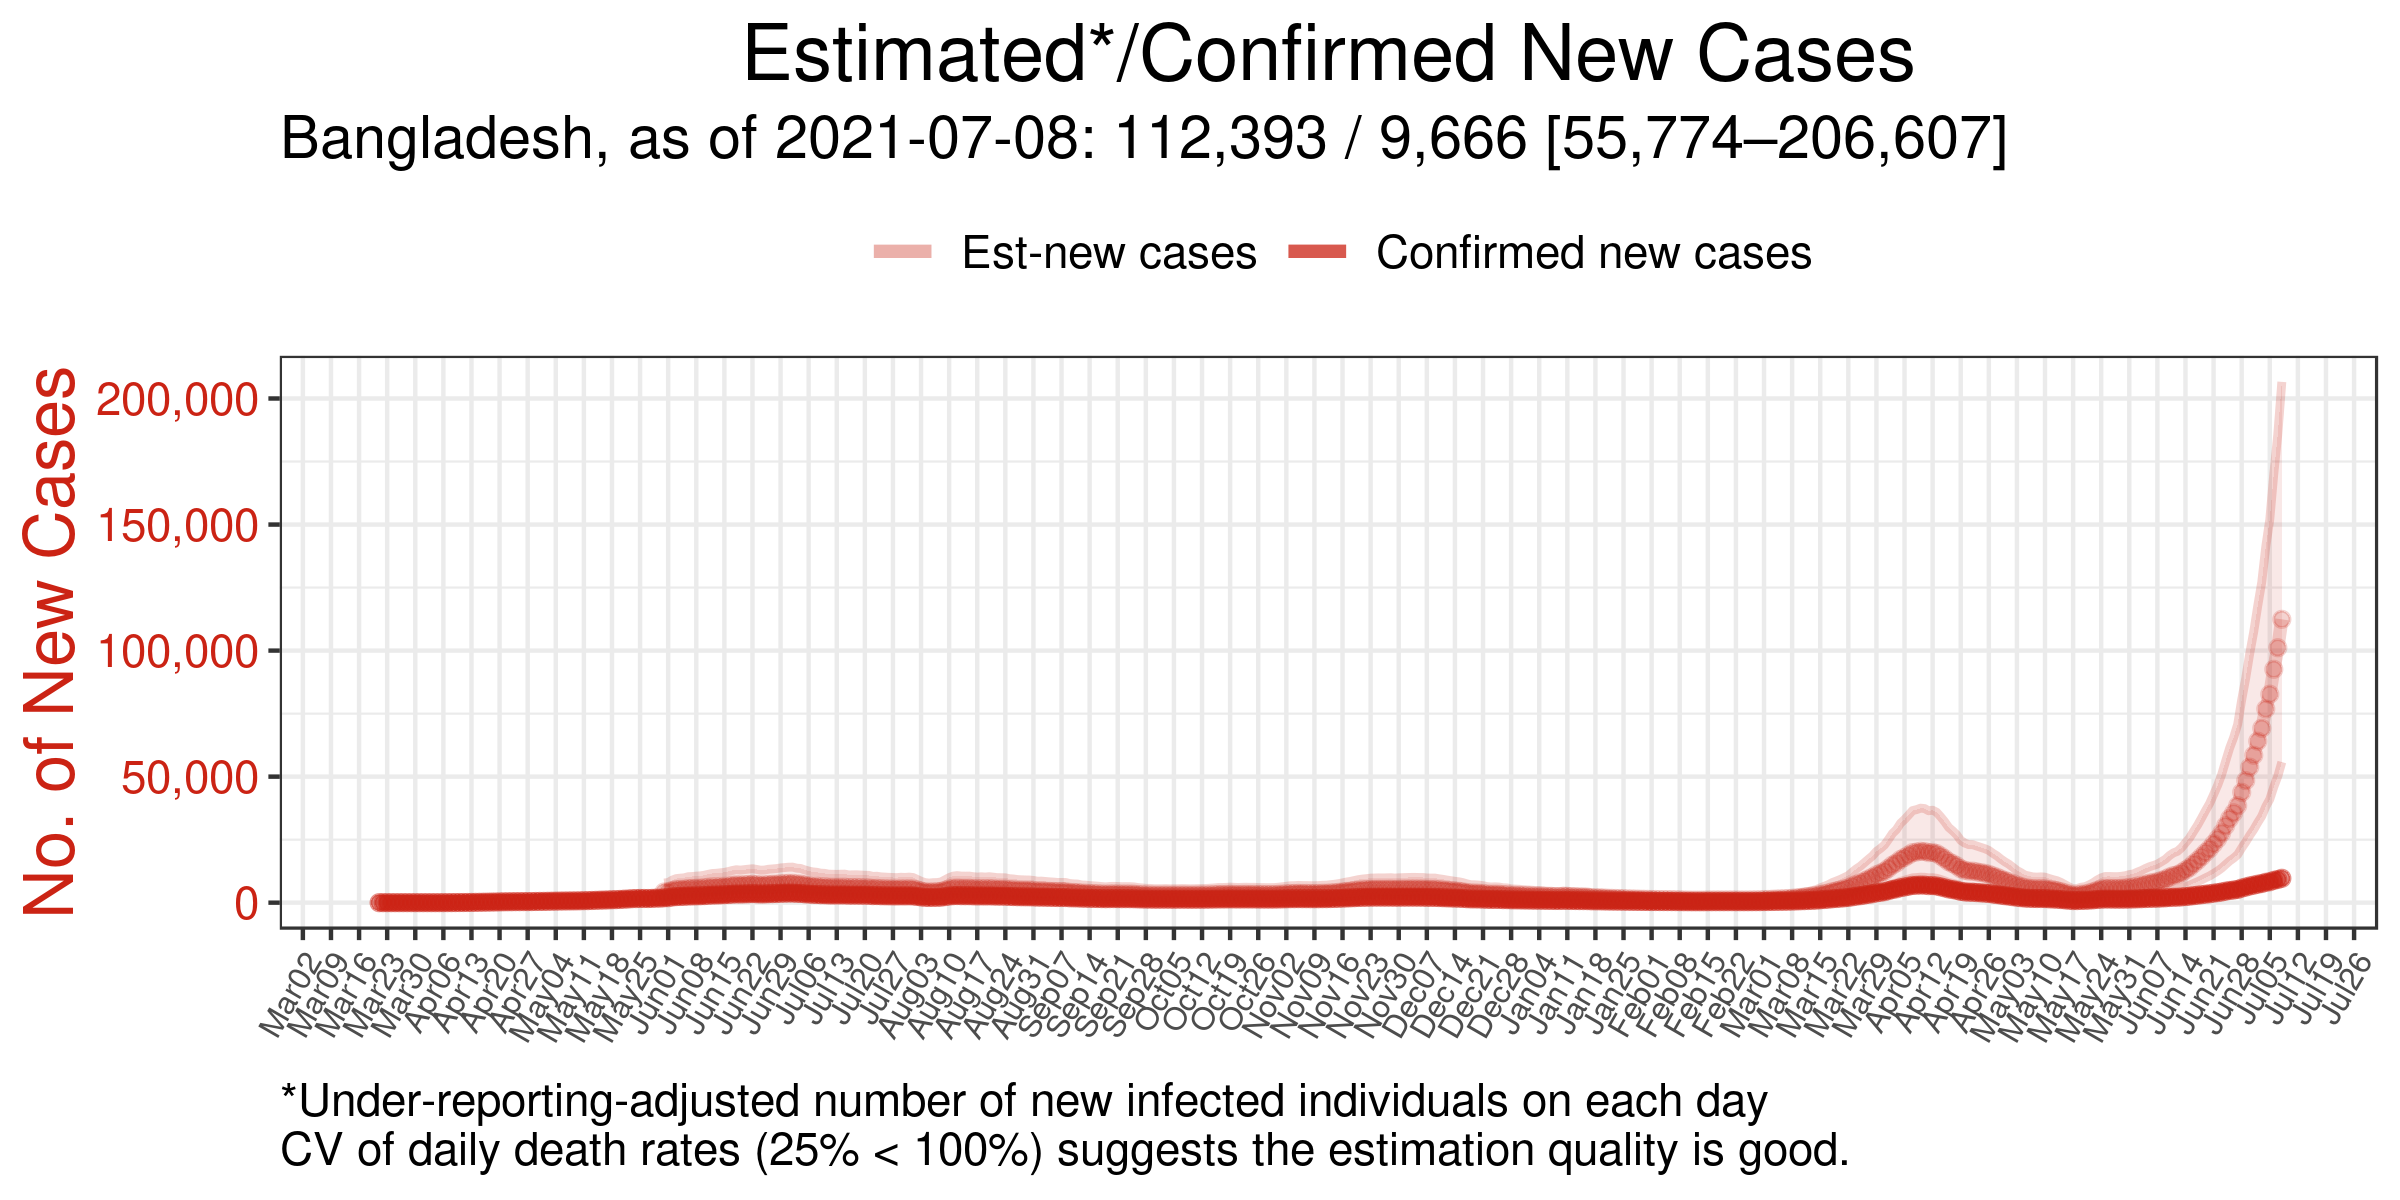 Estimated*/Confirmed New Cases
Bangladesh, as of 2021-07-08: 112,393 / 9,666 [55,774–206,607]
Est-new cases
Confirmed new cases
No. of New Cases
200,000
150,000
100,000
50,000
0
Mar02
Mar09
Mar16
Mar23
Mar30
Apr06
Apr13
Apr20
Apr27
May04
May11
May18
May25
Jun01
Jun08
Jun15
Jun22
Jun29
Jul06
Jul13
Jul20
Jul27
Aug03
Aug10
Aug17
Aug24
Aug31
Sep07
Sep14
Sep21
Sep28
Oct05
Oct12
Oct19
Oct26
Nov02
Nov09
Nov16
Nov23
Nov30
Dec07
Dec14
Dec21
Dec28
Jan04
Jan11
Jan18
Jan25
Feb01
Feb08
Feb15
Feb22
Mar01
Mar08
Mar15
Mar22
Mar29
Apr05
Apr12
Apr19
Apr26
May03
May10
May17
May24
May31
Jun07
Jun14
Jun21
Jun28
Jul05
Jul12
Jul19
Jul26
*Under-reporting-adjusted number of new infected individuals on each day
CV of daily death rates (25% < 100%) suggests the estimation quality is good.